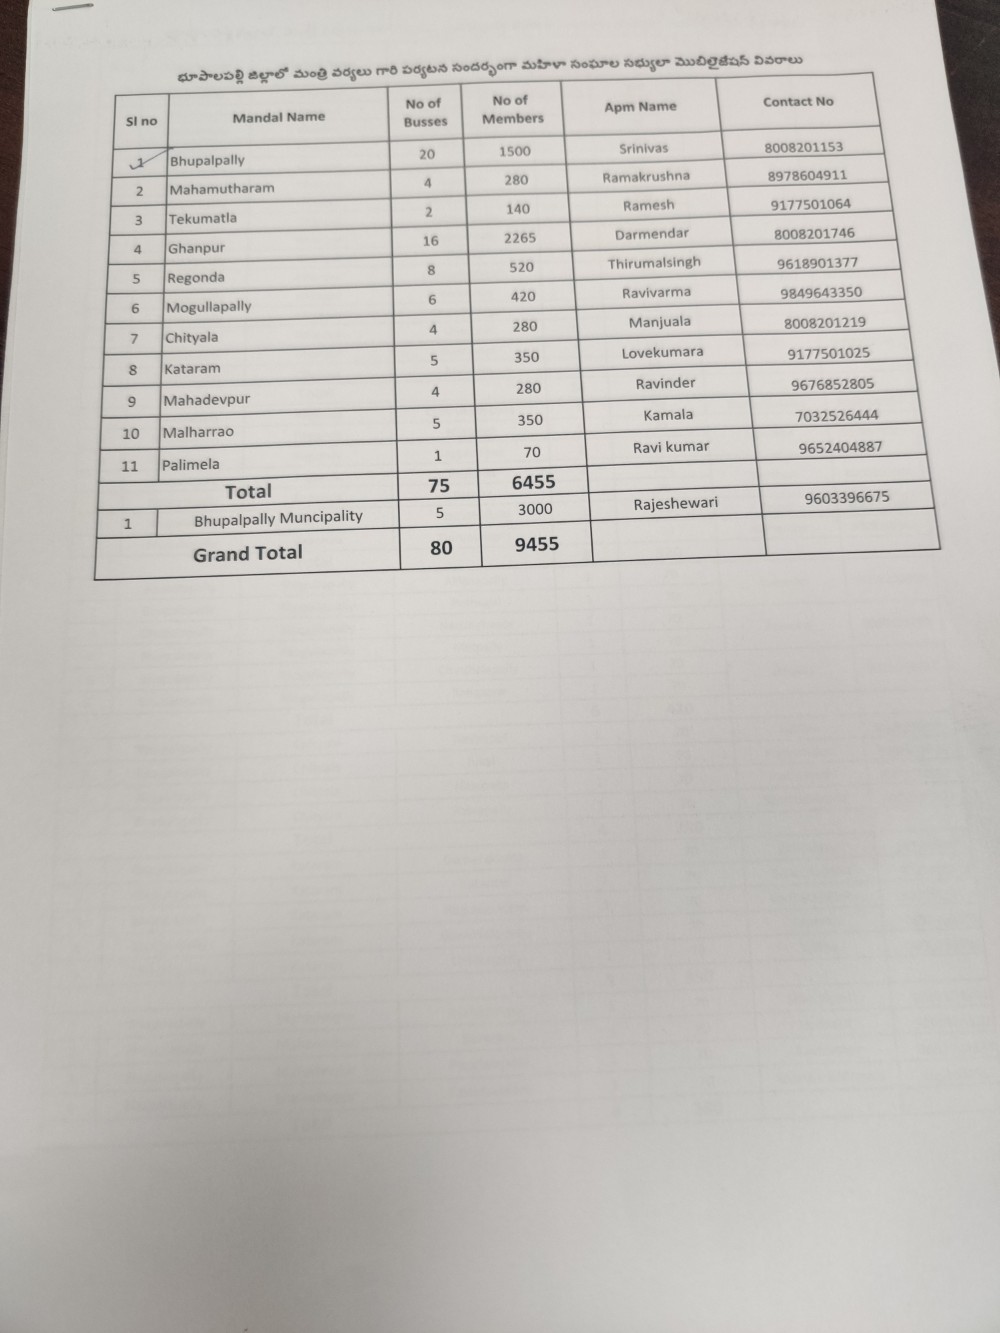 భూపాలపల్లి జిల్లాలో మంత్రి వర్యలు గారి పర్యటన సందర్భంగా మహిళా సంఘాల సభ్యులా మొబిలైజేషన్ వివరాలు
Sl no Mandal Name No of Busses No of Members Apm Name Contact No
1 Bhupalpally 20 1500 Srinivas 8008201153
2 Mahamutharam 4 280 Ramakrushna 8978604911
3 Tekumatla 2 140 Ramesh 9177501064
4 Ghanpur 16 2265 Darmendar 8008201746
5 Regonda 8 520 Thirumalsingh 9618901377
6 Mogullapally 6 420 Ravivarma 9849643350
7 Chityala 4 280 Manjuala 8008201219
8 Kataram 5 350 Lovekumara 9177501025
9 Mahadevpur 4 280 Ravinder 9676852805
10 Malharrao 5 350 Kamala 7032526444
11 Palimela 1 70 Ravi kumar 9652404887
Total 75 6455
1 Bhupalpally Muncipality 5 3000 Rajeshewari 9603396675
Grand Total 80 9455